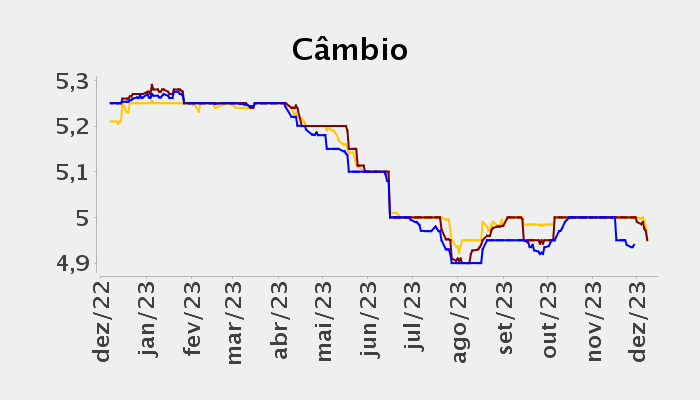 Câmbio
5,3
5,2
5,1
5
4,9
dez/22
jan/23
fev/23
mar/23
abr/23
mai/23
jun/23
jul/23
ago/23
set/23
out/23
nov/23
dez/23